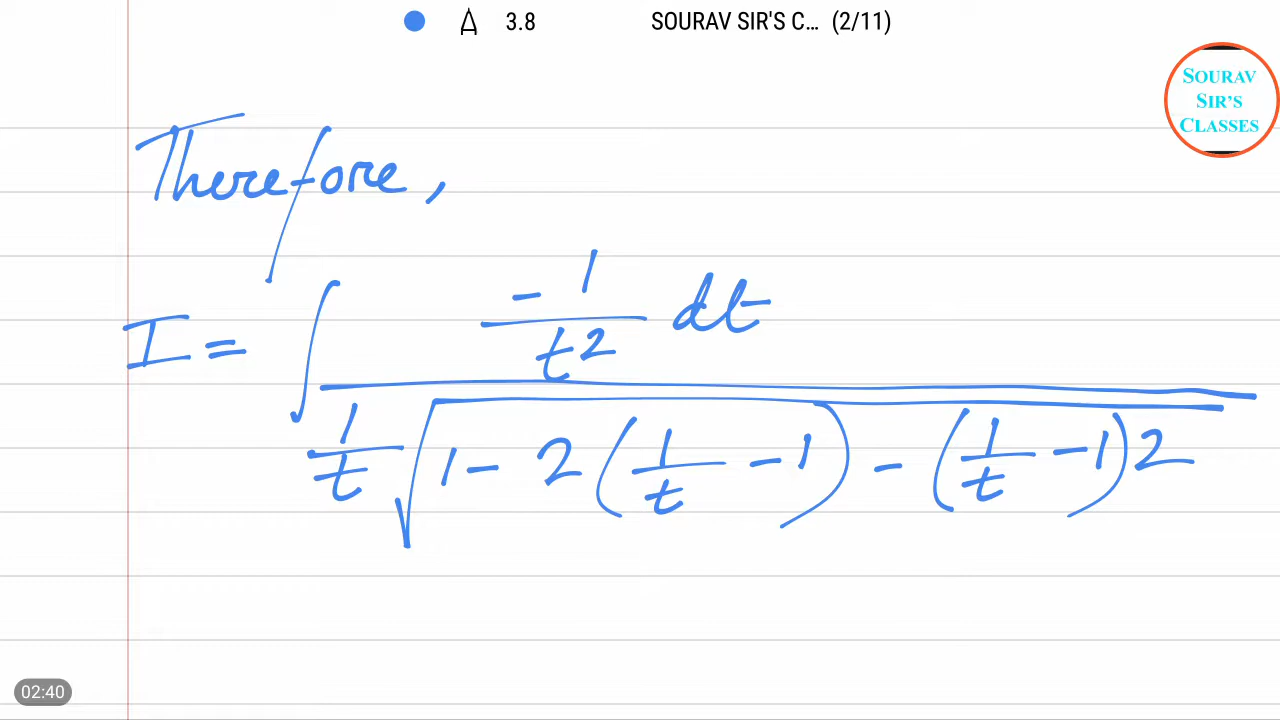 3.8 SOURAV SIR'S C... (2/11)
SOURAV
SIR'S
CLASSES
Therefore,
I = ∫ (-1/t2 dt) / (1/t √(1 - 2(1/t - 1) - (1/t - 1)2))
02:40